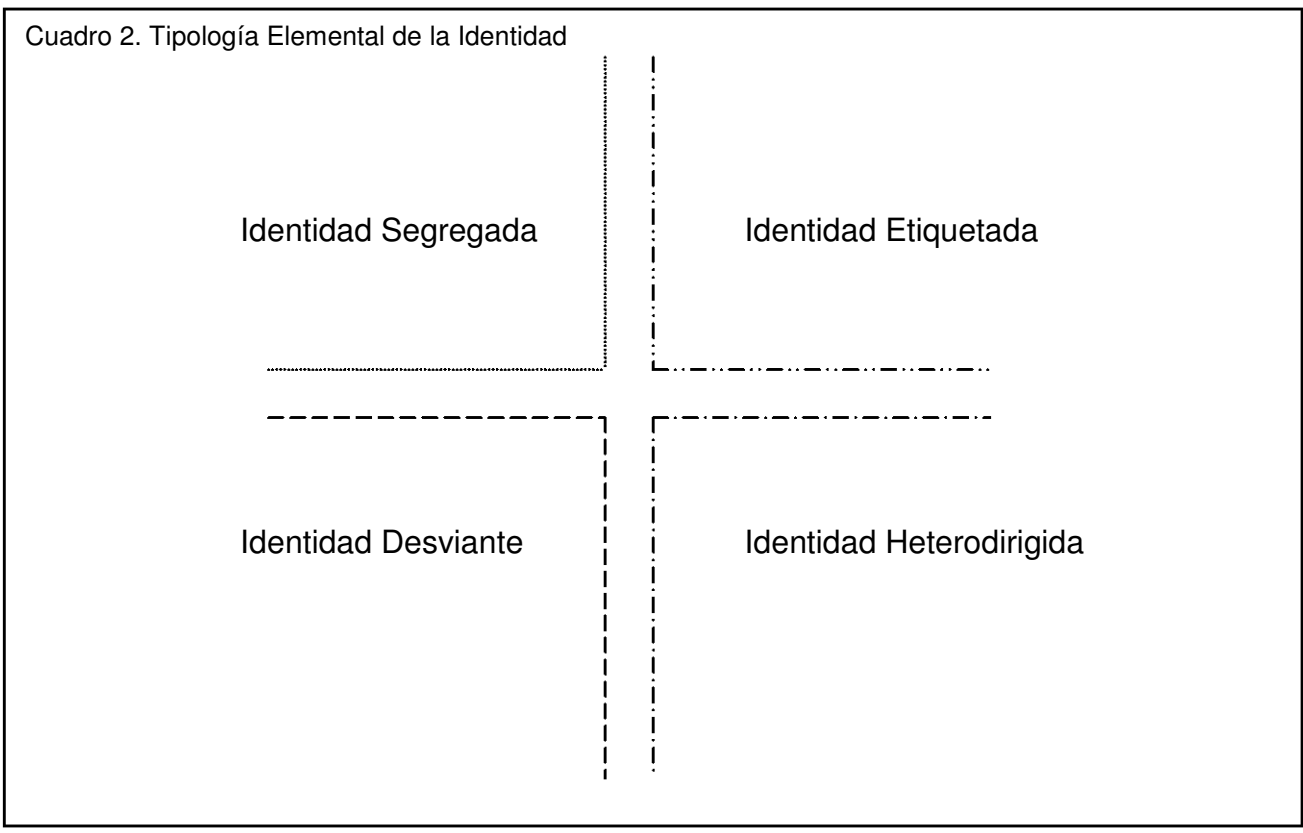 Cuadro 2. Tipología Elemental de la Identidad
Identidad Segregada
Identidad Etiquetada
Identidad Desviante
Identidad Heterodirigida